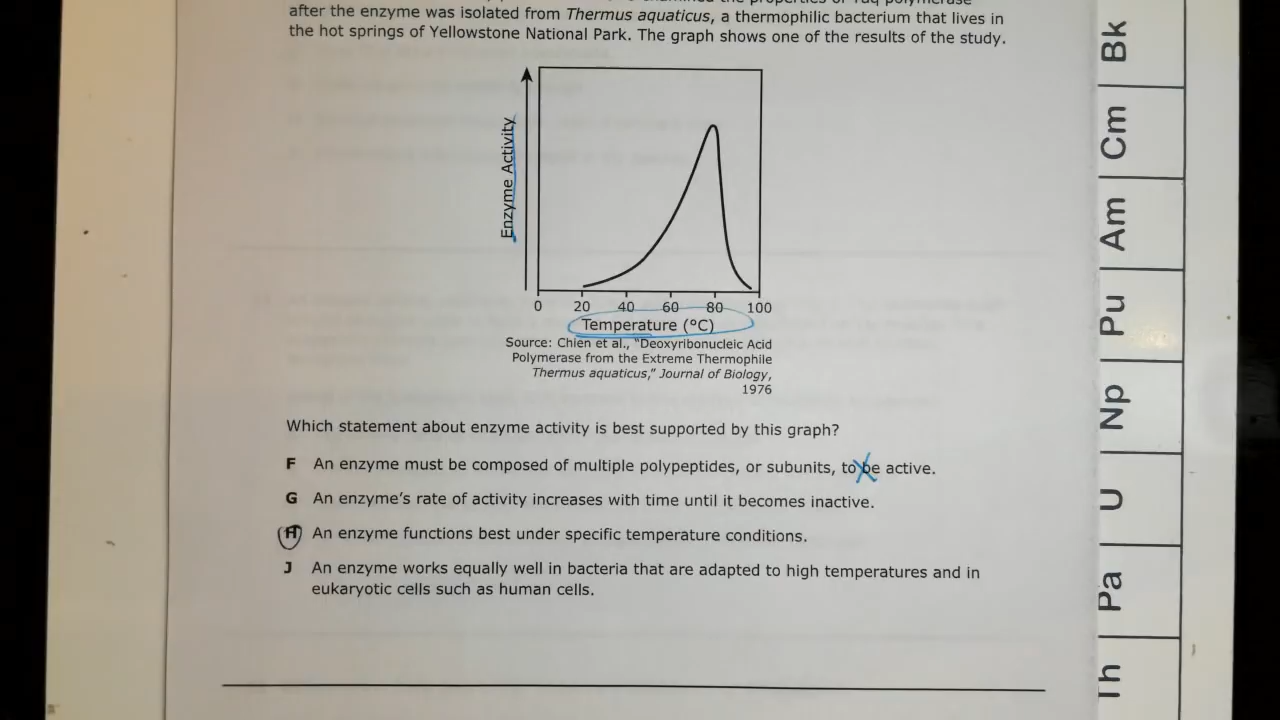 the properties of Taq polymerase
after the enzyme was isolated from Thermus aquaticus, a thermophilic bacterium that lives in
the hot springs of Yellowstone National Park. The graph shows one of the results of the study.
Enzyme Activity
0 20 40 60 80 100
Temperature (°C)
Source: Chien et al., "Deoxyribonucleic Acid
Polymerase from the Extreme Thermophile
Thermus aquaticus," Journal of Biology,
1976
Which statement about enzyme activity is best supported by this graph?
F An enzyme must be composed of multiple polypeptides, or subunits, to be active.
G An enzyme's rate of activity increases with time until it becomes inactive.
H An enzyme functions best under specific temperature conditions.
J An enzyme works equally well in bacteria that are adapted to high temperatures and in
eukaryotic cells such as human cells.
Bk
Cm
Am
Pu
Np
U
Pa
Th